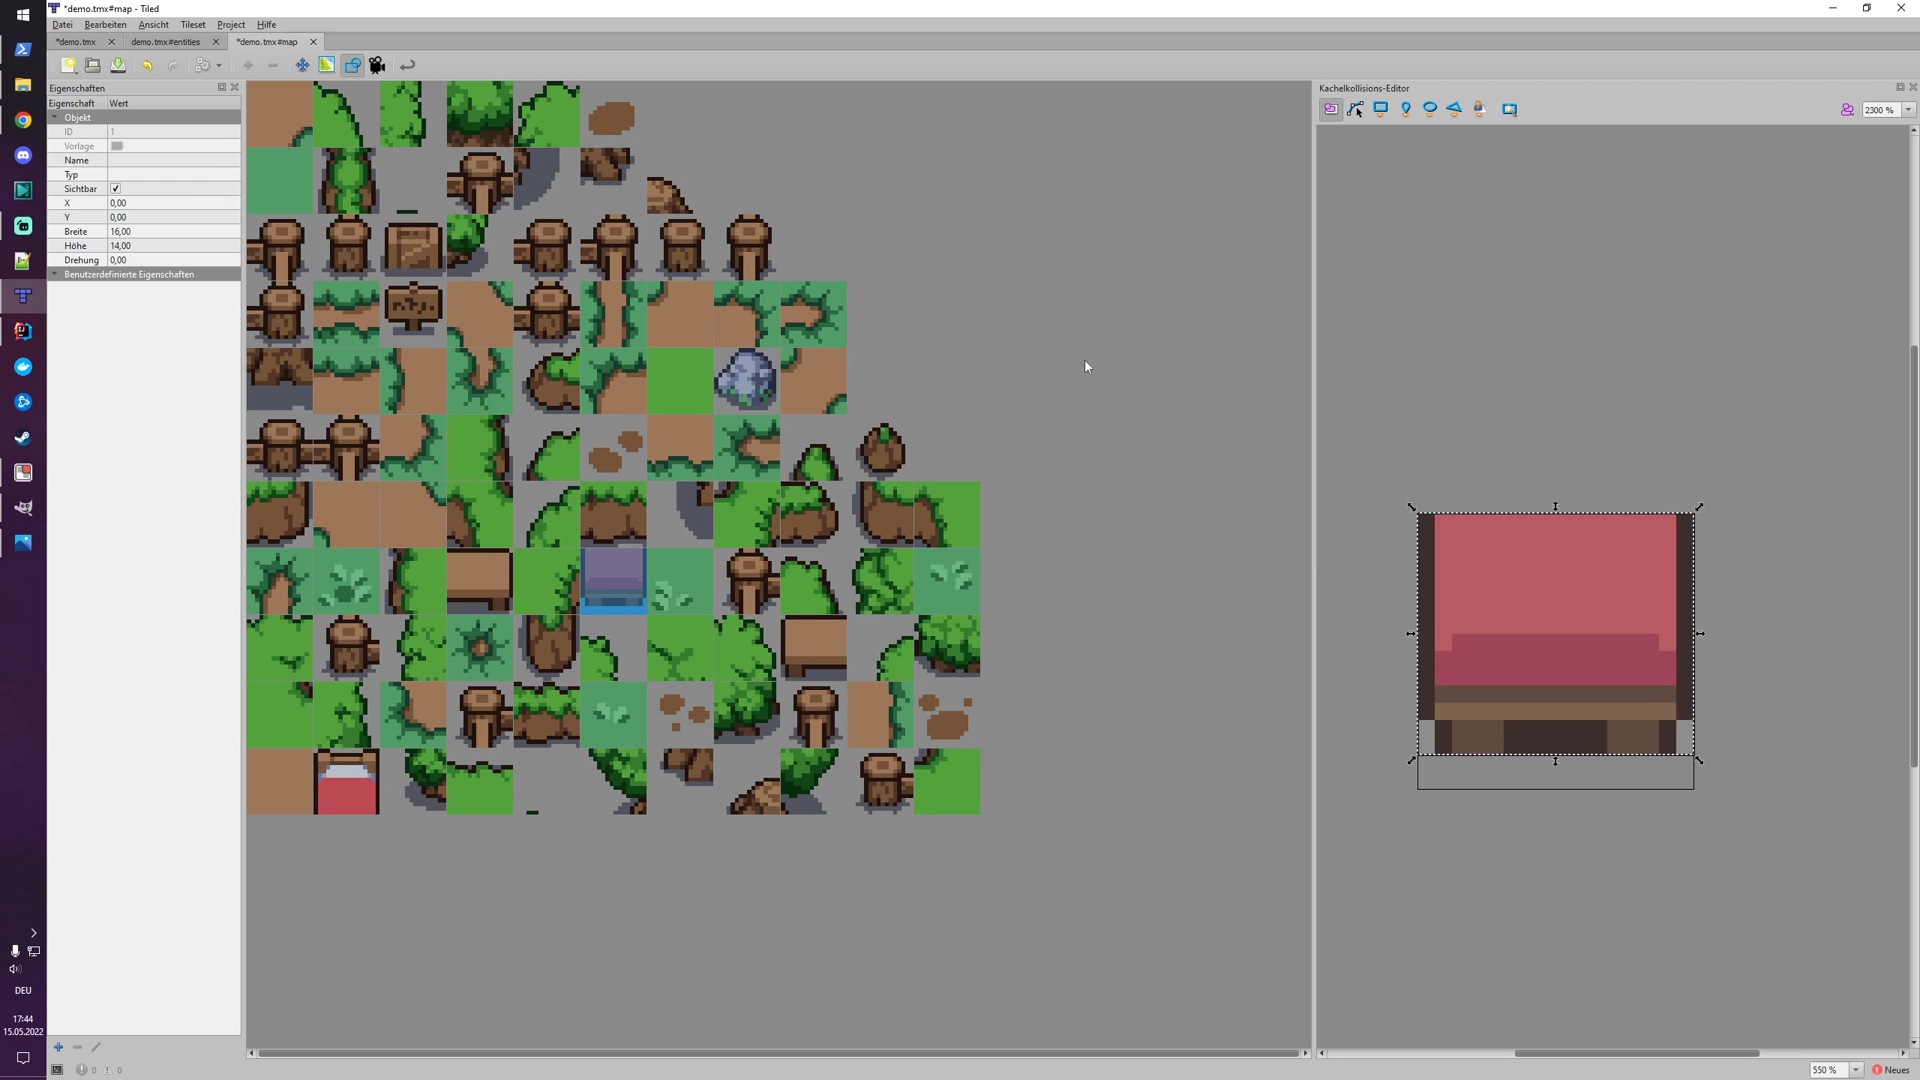 *demo.tmx#map - Tiled
Datei Bearbeiten Ansicht Tileset Project Hilfe
*demo.tmx demo.tmx#entities *demo.tmx#map
Eigenschaften
Eigenschaft Wert
Objekt
ID 1
Vorlage
Name
Typ
Sichtbar
X 0,00
Y 0,00
Breite 16,00
Höhe 14,00
Drehung 0,00
Benutzerdefinierte Eigenschaften
Kachelkollisions-Editor
2300 %
DEU
17:44
15.05.2022
0 0
550 %
Neues